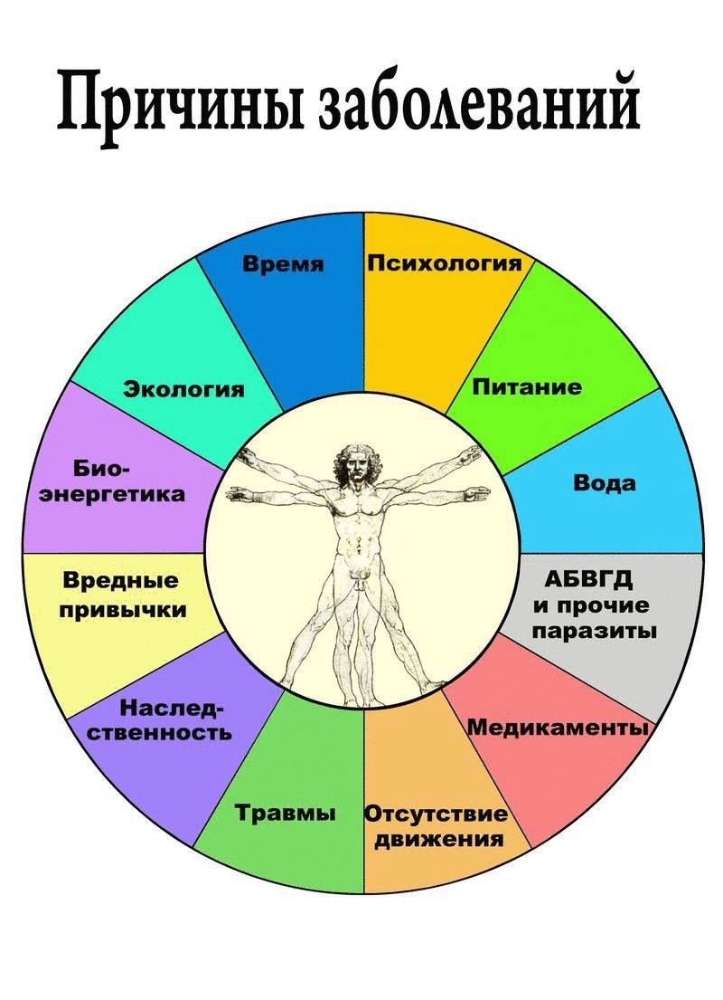 Причины заболеваний
Время
Психология
Экология
Питание
Био-
энергетика
Вода
Вредные
привычки
АБВГД
и прочие
паразиты
Наслед-
ственность
Медикаменты
Травмы
Отсутствие
движения